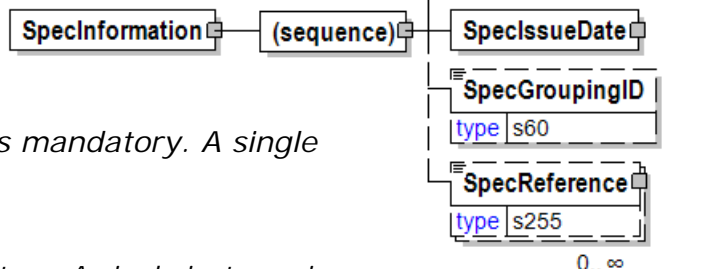 SpecInformation (sequence) SpecIssueDate
SpecGroupingID
type s60
s mandatory. A single
SpecReference
type s255
0..∞